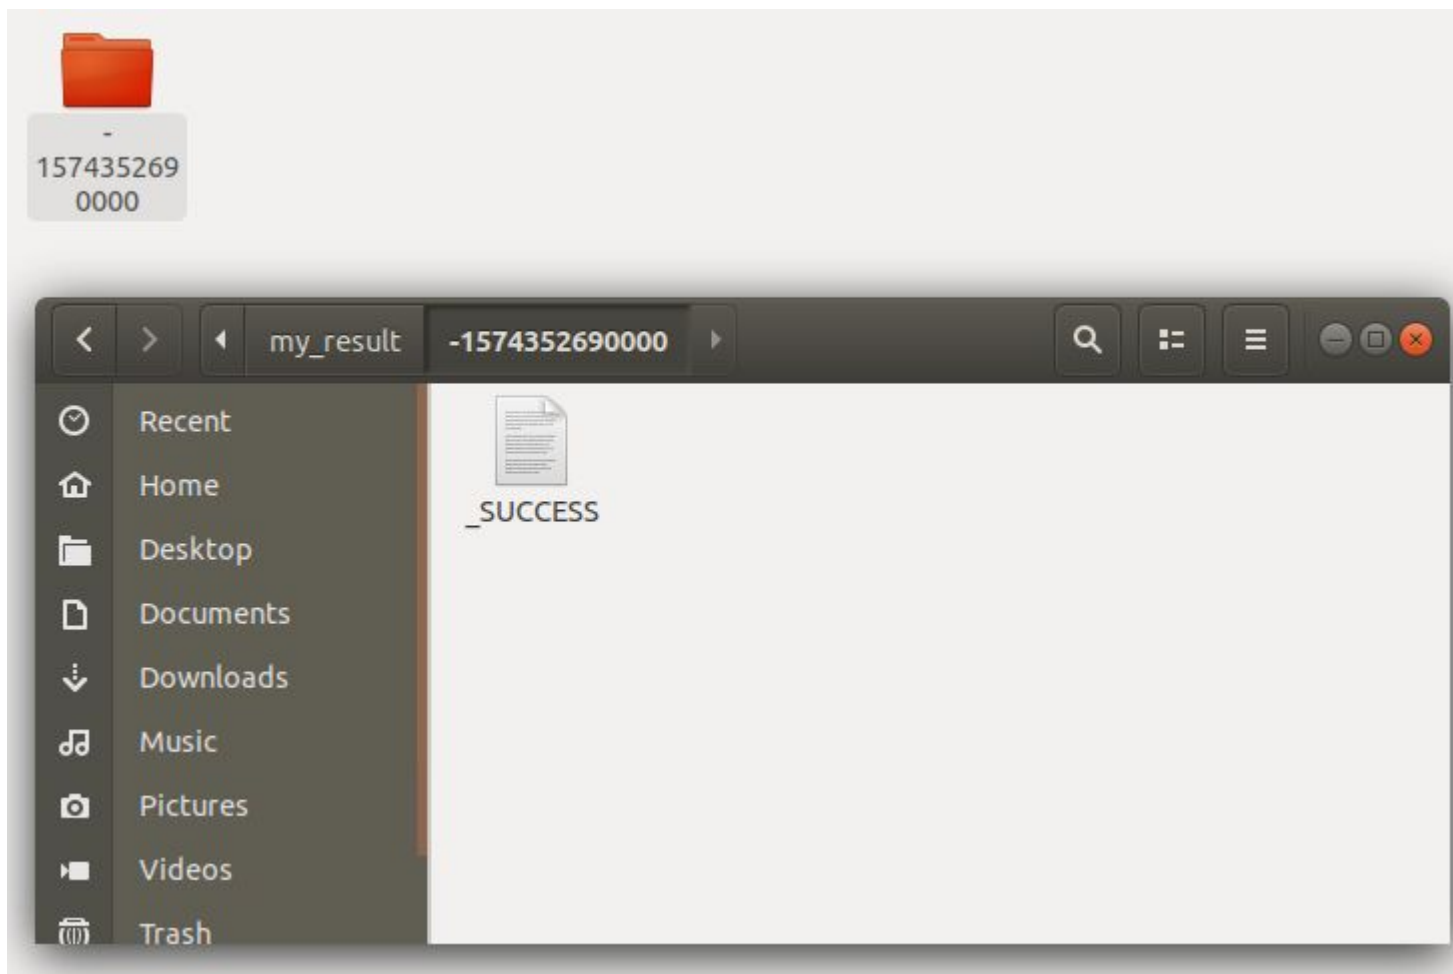 -
157435269
0000
my_result
-1574352690000
Recent
Home
Desktop
Documents
Downloads
Music
Pictures
Videos
Trash
_SUCCESS